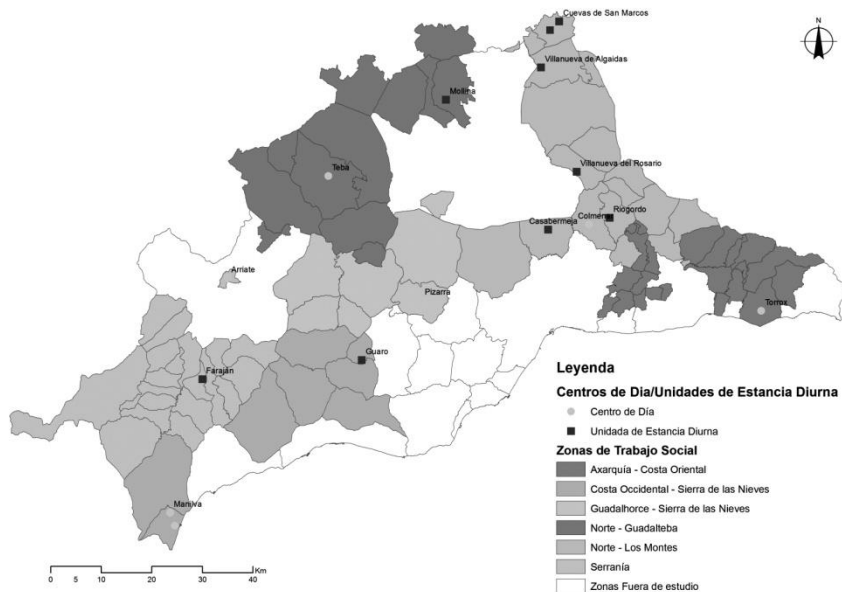 Cuevas de San Marcos
N
Villanueva de Algaidas
Mollina
Teba
Villanueva del Rosario
Riogordo
Colmenar
Casabermeja
Arriate
Pizarra
Torrox
Guaro
Faraján
Manilva
Leyenda
Centros de Dia/Unidades de Estancia Diurna
Centro de Día
Unidada de Estancia Diurna
Zonas de Trabajo Social
Axarquía - Costa Oriental
Costa Occidental - Sierra de las Nieves
Guadalhorce - Sierra de las Nieves
Norte - Guadalteba
Norte - Los Montes
Serranía
Zonas Fuera de estudio
Km
0 5 10 20 30 40